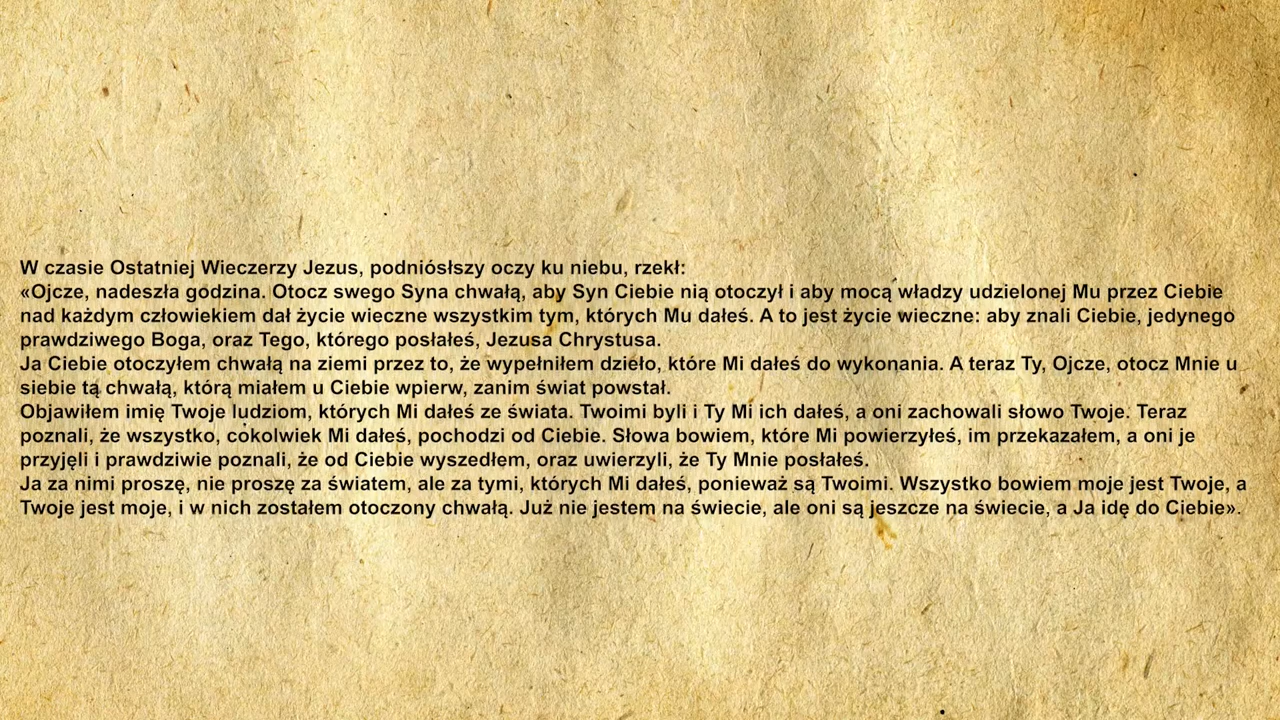 W czasie Ostatniej Wieczerzy Jezus, podniósłszy oczy ku niebu, rzekł:
«Ojcze, nadeszła godzina. Otocz swego Syna chwałą, aby Syn Ciebie nią otoczył i aby mocą władzy udzielonej Mu przez Ciebie
nad każdym człowiekiem dał życie wieczne wszystkim tym, których Mu dałeś. A to jest życie wieczne: aby znali Ciebie, jedynego
prawdziwego Boga, oraz Tego, którego posłałeś, Jezusa Chrystusa.
Ja Ciebie otoczyłem chwałą na ziemi przez to, że wypełniłem dzieło, które Mi dałeś do wykonania. A teraz Ty, Ojcze, otocz Mnie u
siebie tą chwałą, którą miałem u Ciebie wpierw, zanim świat powstał.
Objawiłem imię Twoje ludziom, których Mi dałeś ze świata. Twoimi byli i Ty Mi ich dałeś, a oni zachowali słowo Twoje. Teraz
poznali, że wszystko, cokolwiek Mi dałeś, pochodzi od Ciebie. Słowa bowiem, które Mi powierzyłeś, im przekazałem, a oni je
przyjęli i prawdziwie poznali, że od Ciebie wyszedłem, oraz uwierzyli, że Ty Mnie posłałeś.
Ja za nimi proszę, nie proszę za światem, ale za tymi, których Mi dałeś, ponieważ są Twoimi. Wszystko bowiem moje jest Twoje, a
Twoje jest moje, i w nich zostałem otoczony chwałą. Już nie jestem na świecie, ale oni są jeszcze na świecie, a Ja idę do Ciebie».